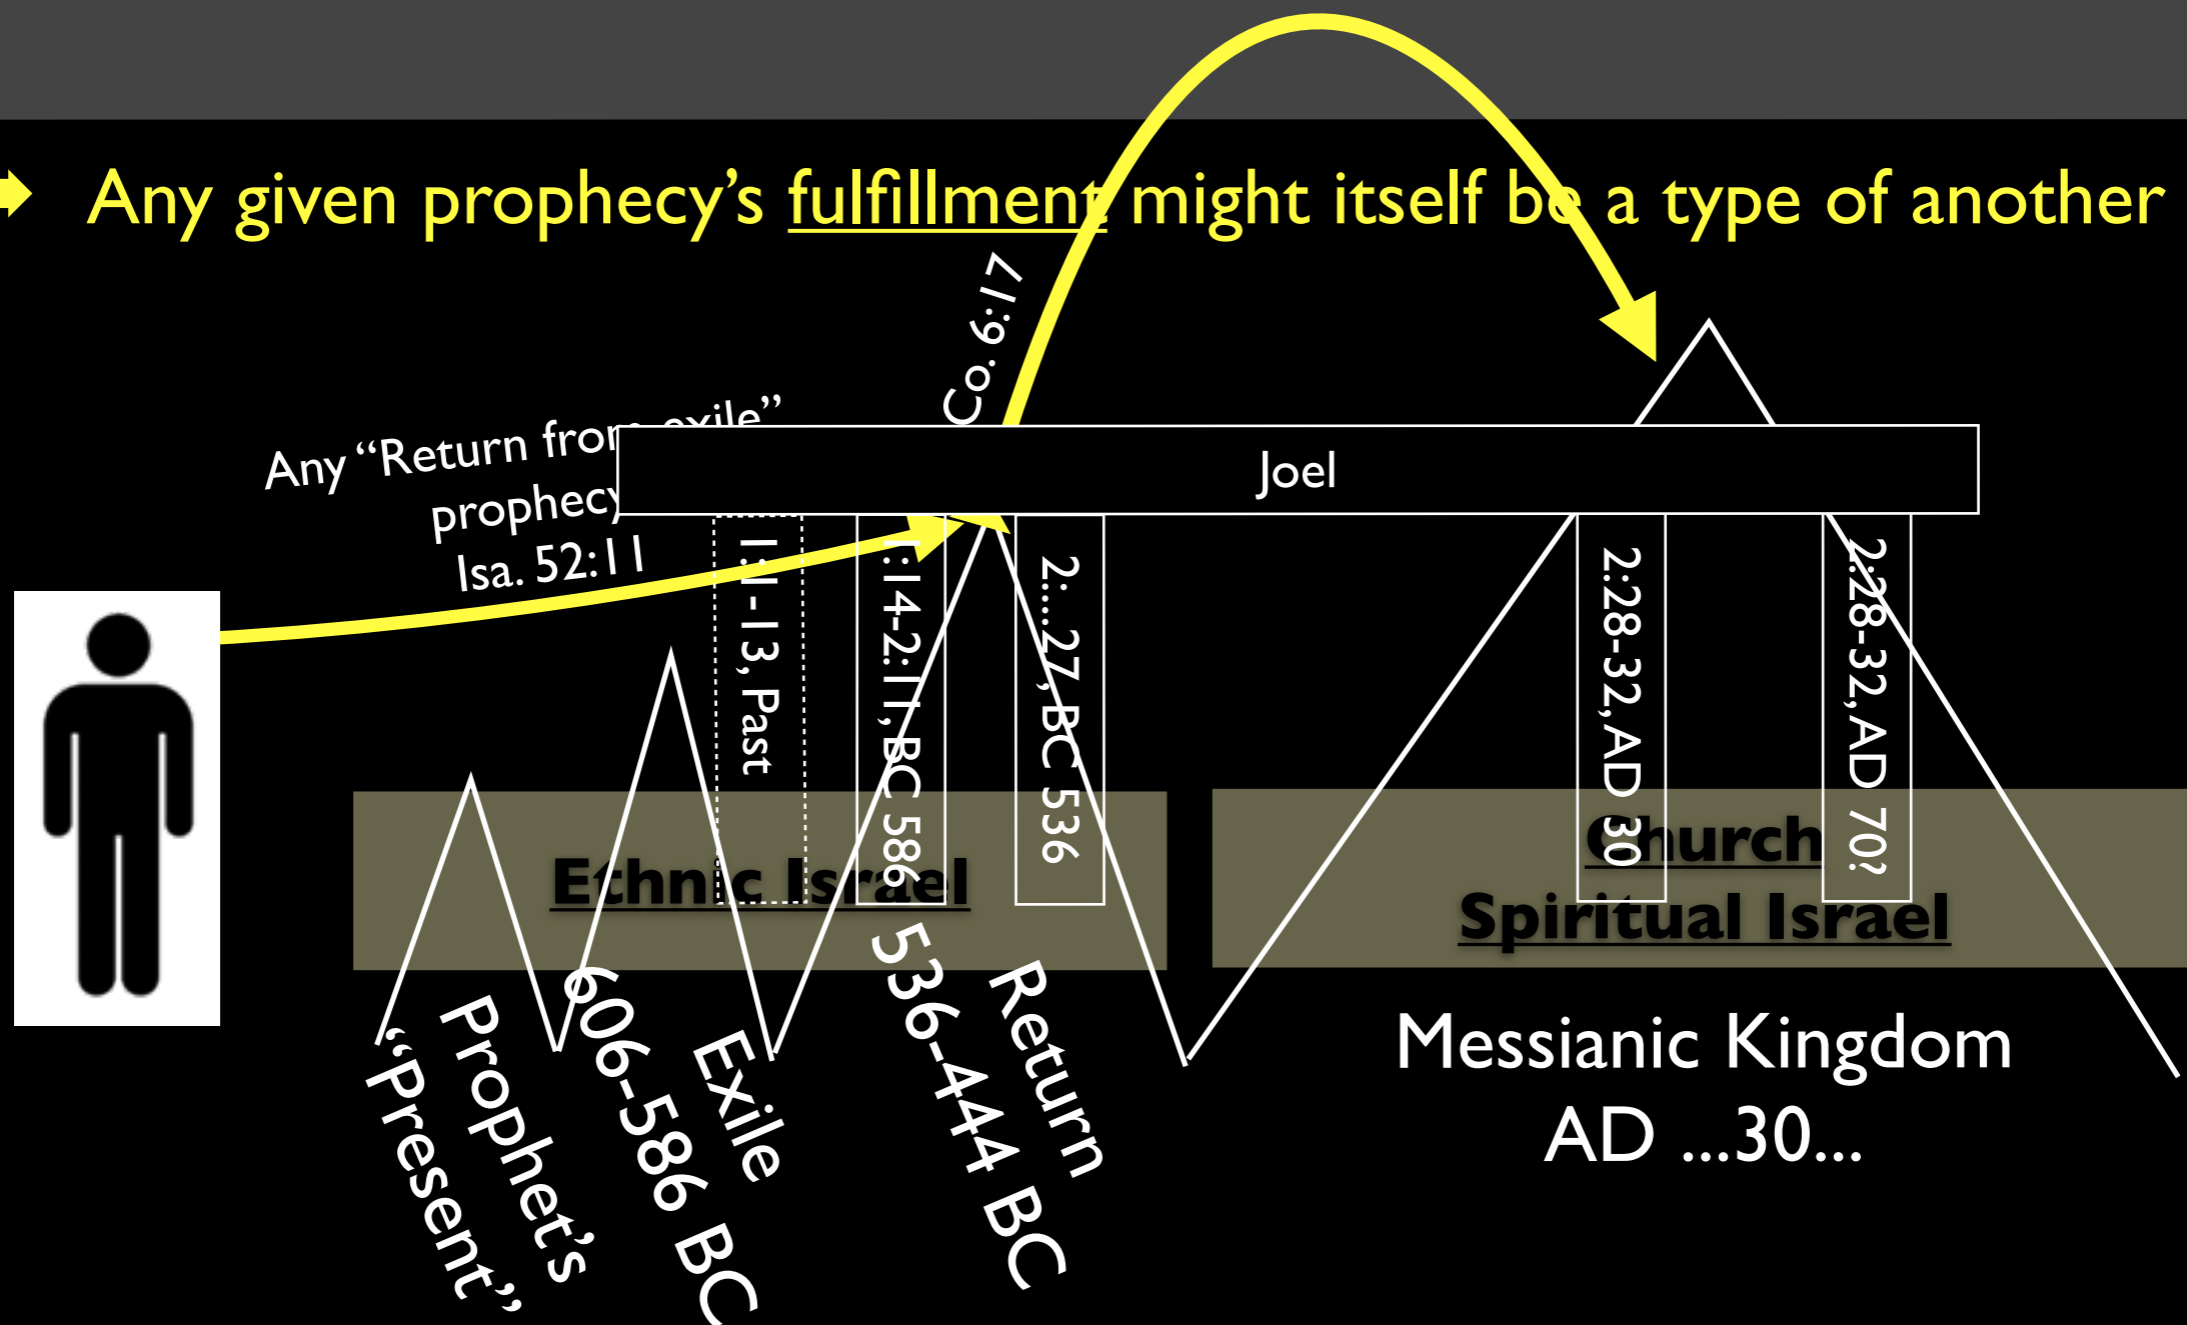 Any given prophecy’s fulfillment might itself be a type of another
Co. 6:17
Any “Return from exile”
prophecy
Isa. 52:11
Joel
1:1-13, Past
1:14-2:11, BC 586
2:...27, BC 536
2:28-32, AD 30
2:28-32, AD 70?
Ethnic Israel
Church
Spiritual Israel
Prophet’s
“Present”
Exile
606-586 BC
Return
536-444 BC
Messianic Kingdom
AD ...30...